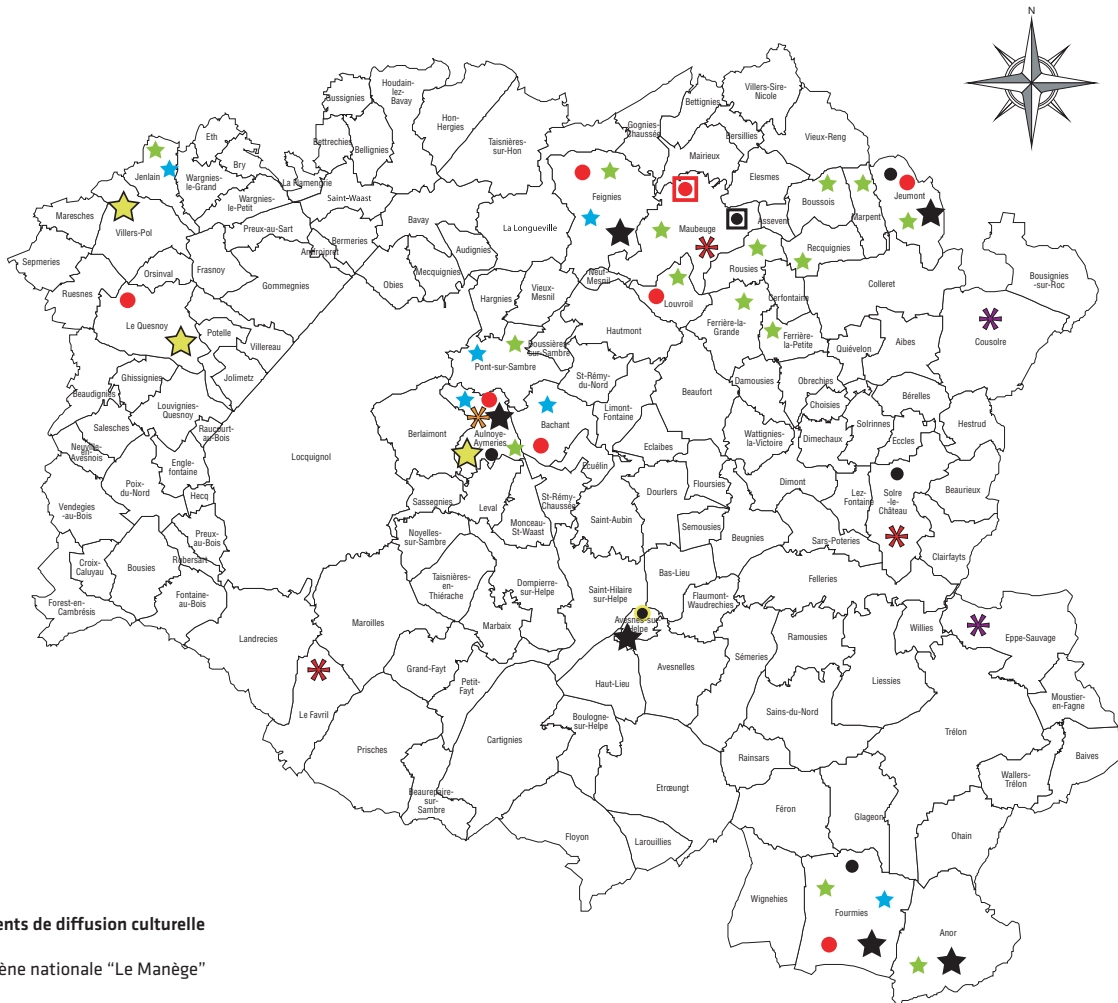 N
Houdain-
lez-
Bavay
Bussignies
Hon-
Hergies
Taisnières-
sur-Hon
Bettrechies
Bellignies
Eth
Bry
Jenlain
Wargnies-
le-Grand
Wargnies-
le-Petit
La Flamengrie
Saint-Waast
Gognies-
Chaussée
Bettignies
Villers-Sire-
Nicole
Bersillies
Vieux-Reng
Mairieux
Elesmes
Feignies
Maubeuge
Assevent
Boussois
Marpent
Jeumont
Recquignies
Rousies
Maresches
Villers-Pol
Preux-au-Sart
Bermeries
Amfroipret
Bavay
Audignies
Mecquignies
Obies
La Longueville
Neuf-
Mesnil
Louvroil
Sepmeries
Orsinval
Frasnoy
Gommegnies
Ruesnes
Le Quesnoy
Potelle
Villereau
Jolimetz
Ghissignies
Beaudignies
Louvignies-
Quesnoy
Raucourt-
au-Bois
Salesches
Neuville-
en-
Avesnois
Engle-
fontaine
Poix-
du-Nord
Hecq
Vendegies
-au-Bois
Preux-
au-Bois
Robersart
Croix-
Caluyau
Bousies
Fontaine-
au-Bois
Forest-en-
Cambrésis
Hargnies
Vieux-
Mesnil
Boussières-
sur-Sambre
Pont-sur-Sambre
Hautmont
St-Rémy-
du-Nord
Ferrière-la-
Grande
Ferrière-
la-Petite
Cerfontaine
Colleret
Bousignies
-sur-Roc
Cousolre
Aibes
Quiévelon
Beaufort
Damousies
Obrechies
Choisies
Bérelles
Wattignies-
la-Victoire
Dimechaux
Solrinnes
Eccles
Hestrud
Berlaimont
Aulnoye-
Aymeries
Bachant
Limont-
Fontaine
Eclaibes
Ecuélin
Locquignol
Sassegnies
Leval
St-Rémy-
Chaussée
Monceau-
St-Waast
Saint-Aubin
Dourlers
Floursies
Semousies
Dimont
Beugnies
Lez-
Fontaine
Solre
-le-
Château
Beaurieux
Sars-Poteries
Clairfayts
Noyelles-
sur-Sambre
Taisnières-
en-
Thiérache
Dompierre-
sur-Helpe
Marbaix
Saint-Hilaire
sur-Helpe
Bas-Lieu
Flaumont-
Waudrechies
Felleries
Avesnes-sur-
Helpe
Avesnelles
Haut-Lieu
Sémeries
Ramousies
Willies
Eppe-Sauvage
Liessies
Moustier-
en-Fagne
Sains-du-Nord
Trélon
Baives
Wallers-
Trélon
Landrecies
Maroilles
Grand-Fayt
Petit-
Fayt
Le Favril
Prisches
Cartignies
Boulogne-
sur-Helpe
Beaurepaire-
sur-
Sambre
Etrœungt
Rainsars
Féron
Glageon
Ohain
Floyon
Larouillies
Wignehies
Fourmies
Anor
ents de diffusion culturelle
ène nationale “Le Manège”